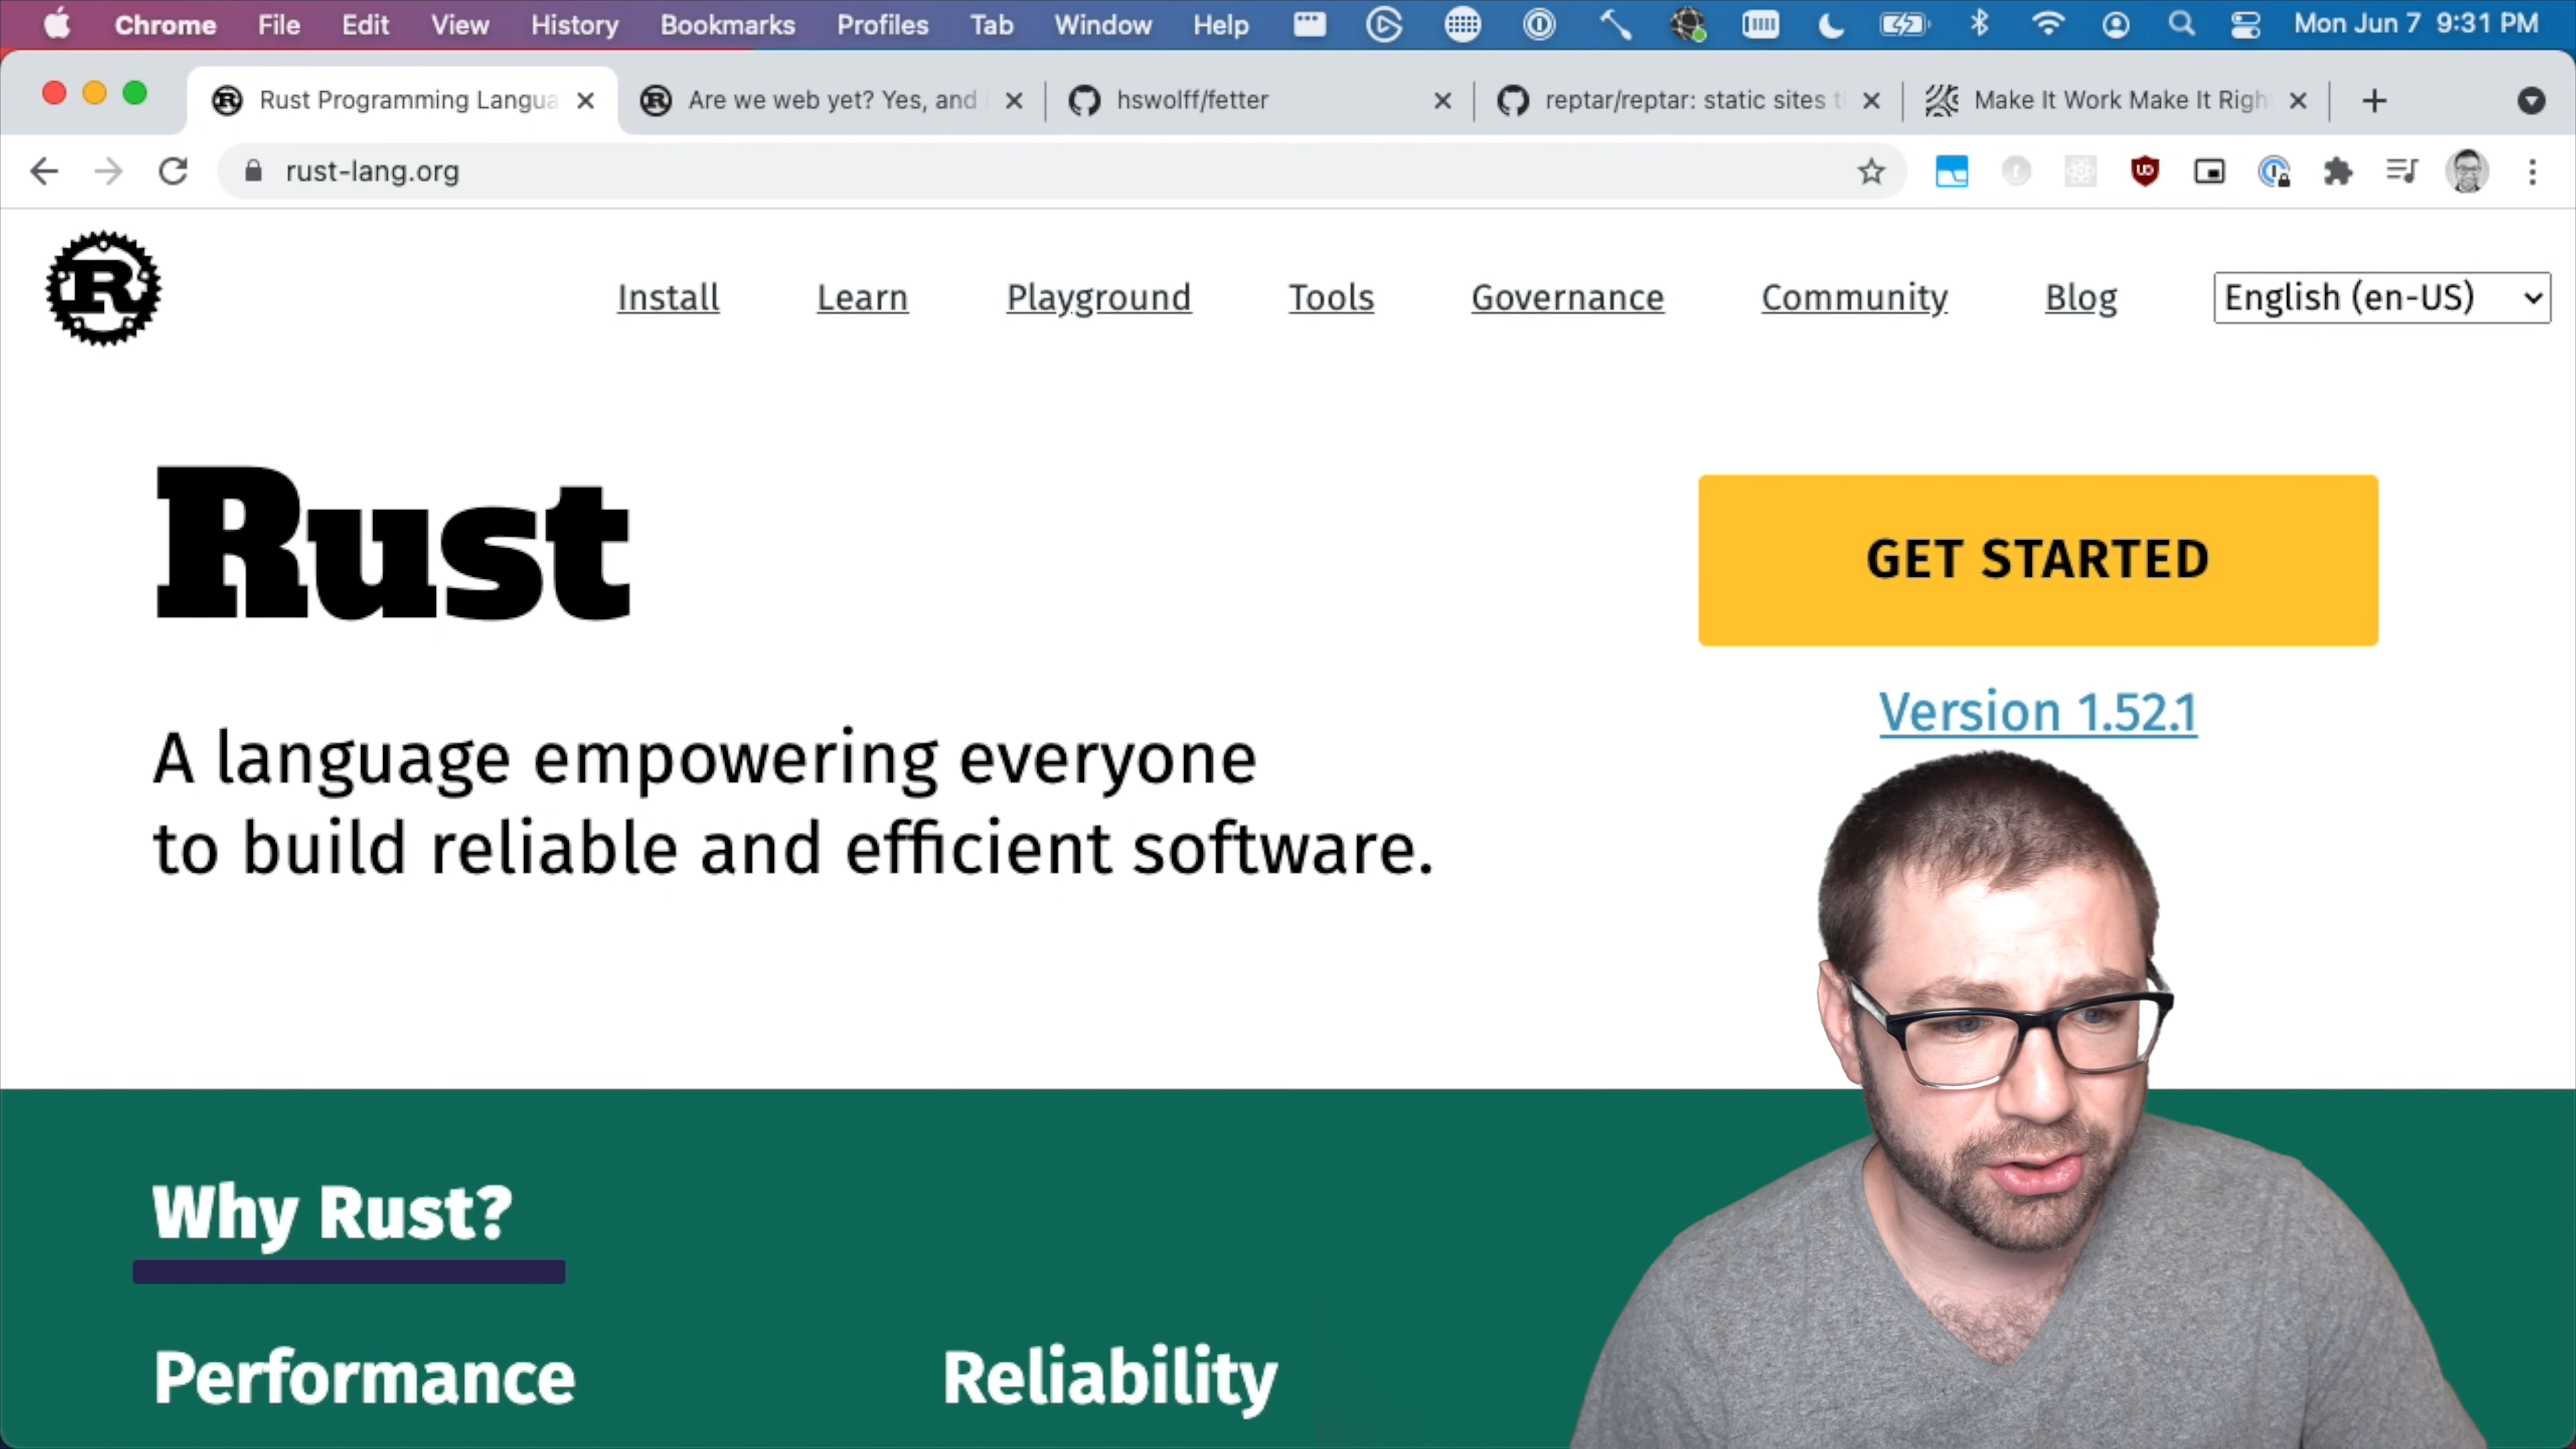 Chrome File Edit View History Bookmarks Profiles Tab Window Help Mon Jun 7 9:31 PM
Rust Programming Langua Are we web yet? Yes, and hswolff/fetter reptar/reptar: static sites Make It Work Make It Righ
rust-lang.org
R Install Learn Playground Tools Governance Community Blog English (en-US)
Rust
GET STARTED
Version 1.52.1
A language empowering everyone
to build reliable and efficient software.
Why Rust?
Performance Reliability